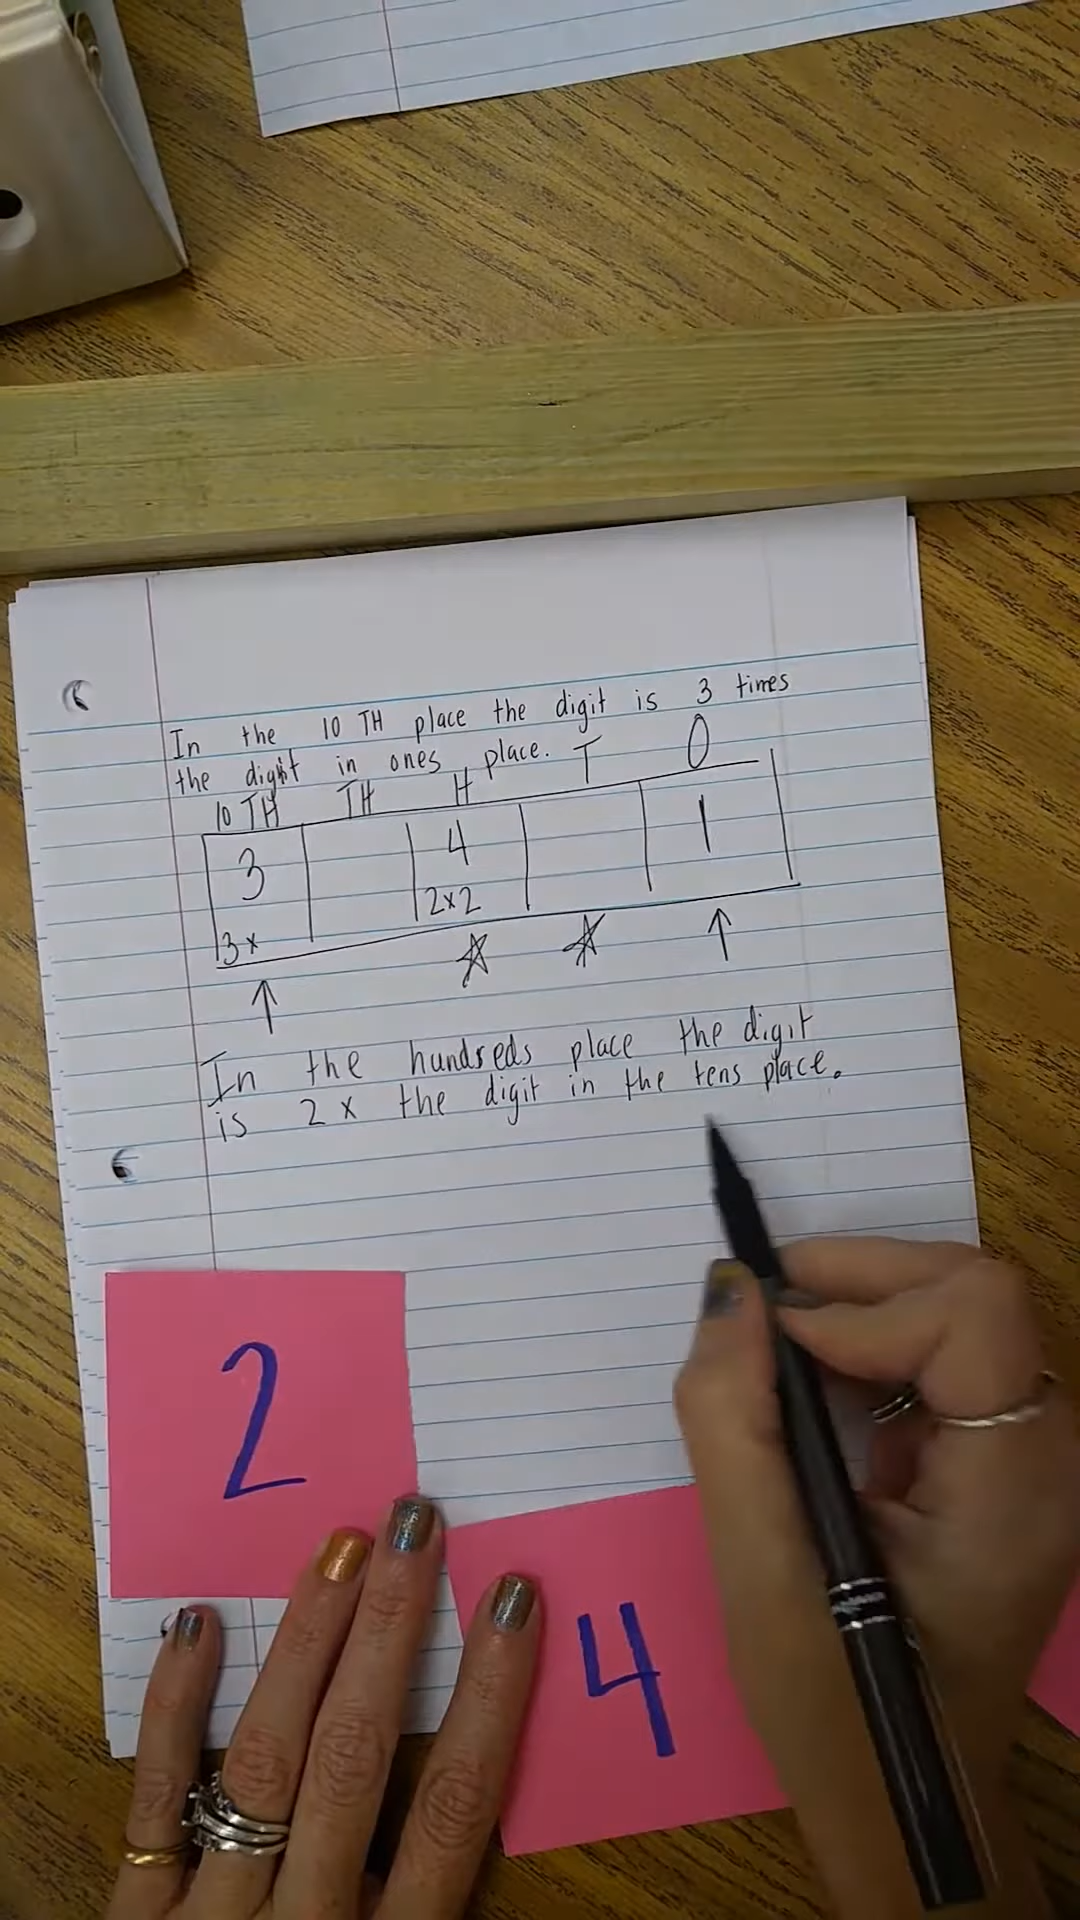 In the 10 TH place the digit is 3 times
the digit in ones place.
10 TH TH H T O
3 4 1
3x 2x2
In the hundreds place the digit
is 2 x the digit in the tens place.
2
4